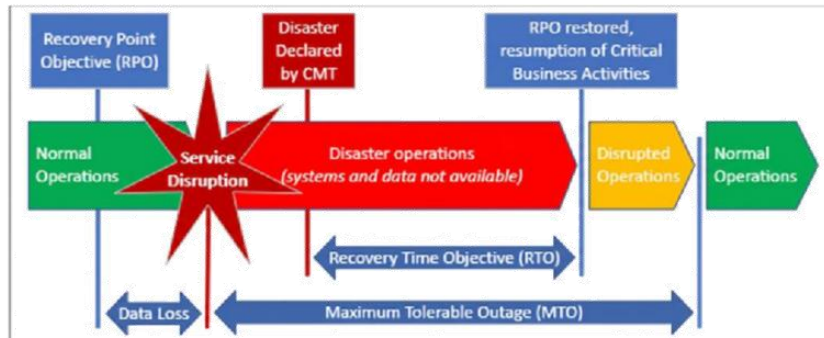 Recovery Point
Objective (RPO)
Disaster
Declared
by CMT
RPO restored,
resumption of Critical
Business Activities
Normal
Operations
Service
Disruption
Disaster operations
(systems and data not available)
Disrupted
Operations
Normal
Operations
Recovery Time Objective (RTO)
Data Loss
Maximum Tolerable Outage (MTO)